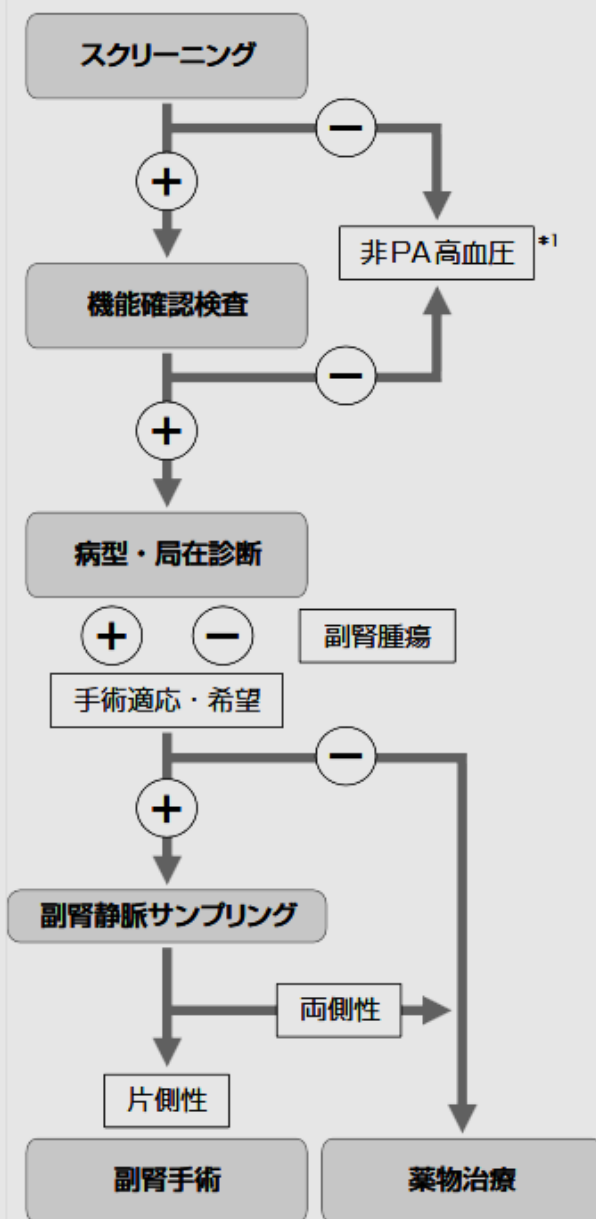 スクリーニング
−
+
非PA高血圧 *1
機能確認検査
−
+
病型・局在診断
+ − 副腎腫瘍
手術適応・希望
−
+
副腎静脈サンプリング
両側性
片側性
副腎手術 薬物治療